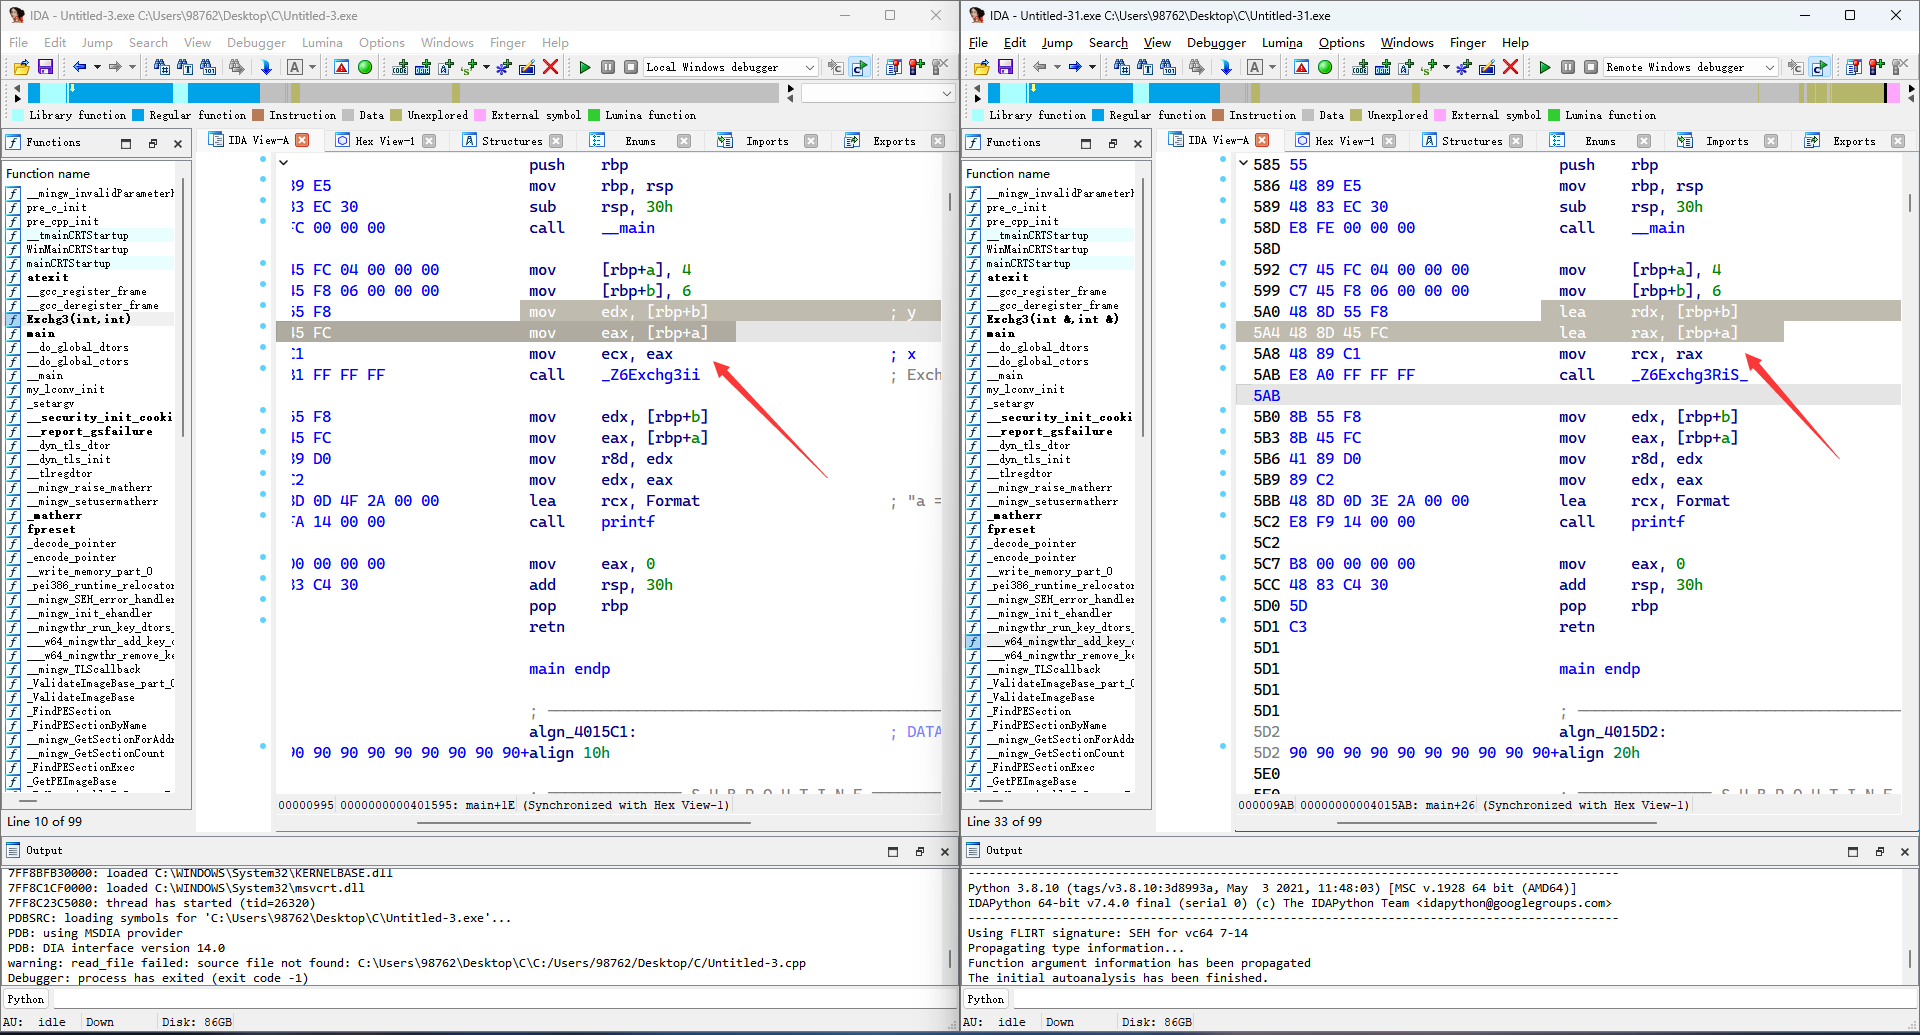 IDA - Untitled-3.exe C:\Users\98762\Desktop\C\Untitled-3.exe
File Edit Jump Search View Debugger Lumina Options Windows Finger Help
Local Windows debugger
Library function Regular function Instruction Data Unexplored External symbol Lumina function
Functions
IDA View-A Hex View-1 Structures Enums Imports Exports
Function name
__mingw_invalidParameterH
pre_c_init
pre_cpp_init
__tmainCRTStartup
WinMainCRTStartup
mainCRTStartup
atexit
__gcc_register_frame
__gcc_deregister_frame
Exchg3(int,int)
main
__do_global_dtors
__do_global_ctors
__main
my_lconv_init
_setargv
__security_init_cooki
__report_gsfailure
__dyn_tls_dtor
__dyn_tls_init
__tlregdtor
__mingw_raise_matherr
__mingw_setusermatherr
_matherr
fpreset
_decode_pointer
_encode_pointer
__write_memory_part_0
_pei386_runtime_relocator
__mingw_SEH_error_handler
__mingw_init_ehandler
__mingwthr_run_key_dtors_
___w64_mingwthr_add_key_d
___w64_mingwthr_remove_ke
__mingw_TLScallback
_ValidateImageBase_part_0
_ValidateImageBase
_FindPESection
_FindPESectionByName
__mingw_GetSectionForAddr
__mingw_GetSectionCount
_FindPESectionExec
_GetPEImageBase
Line 10 of 99
push rbp
89 E5 mov rbp, rsp
83 EC 30 sub rsp, 30h
FC 00 00 00 call __main
45 FC 04 00 00 00 mov [rbp+a], 4
45 F8 06 00 00 00 mov [rbp+b], 6
55 F8 mov edx, [rbp+b] ; y
45 FC mov eax, [rbp+a]
C1 mov ecx, eax ; x
B1 FF FF FF call _Z6Exchg3ii ; Exch
55 F8 mov edx, [rbp+b]
45 FC mov eax, [rbp+a]
89 D0 mov r8d, edx
C2 mov edx, eax
8D 0D 4F 2A 00 00 lea rcx, Format ; "a =
FA 14 00 00 call printf
00 00 00 00 mov eax, 0
83 C4 30 add rsp, 30h
pop rbp
retn
main endp
;
algn_4015C1: ; DATA
90 90 90 90 90 90 90 90 90+align 10h
; S U B R O U T I N E
00000995 0000000000401595: main+1E (Synchronized with Hex View-1)
Output
7FF8BFB30000: loaded C:\WINDOWS\System32\KERNELBASE.dll
7FF8C1CF0000: loaded C:\WINDOWS\System32\msvcrt.dll
7FF8C23C5080: thread has started (tid=26320)
PDBSRC: loading symbols for 'C:\Users\98762\Desktop\C\Untitled-3.exe'...
PDB: using MSDIA provider
PDB: DIA interface version 14.0
warning: read_file failed: source file not found: C:\Users\98762\Desktop\C\C:/Users/98762/Desktop/C/Untitled-3.cpp
Debugger: process has exited (exit code -1)
Python
AU: idle Down Disk: 86GB
IDA - Untitled-31.exe C:\Users\98762\Desktop\C\Untitled-31.exe
File Edit Jump Search View Debugger Lumina Options Windows Finger Help
Remote Windows debugger
Library function Regular function Instruction Data Unexplored External symbol Lumina function
Functions
IDA View-A Hex View-1 Structures Enums Imports Exports
Function name
__mingw_invalidParameterH
pre_c_init
pre_cpp_init
__tmainCRTStartup
WinMainCRTStartup
mainCRTStartup
atexit
__gcc_register_frame
__gcc_deregister_frame
Exchg3(int &,int &)
main
__do_global_dtors
__do_global_ctors
__main
my_lconv_init
_setargv
__security_init_cooki
__report_gsfailure
__dyn_tls_dtor
__dyn_tls_init
__tlregdtor
__mingw_raise_matherr
__mingw_setusermatherr
_matherr
fpreset
_decode_pointer
_encode_pointer
__write_memory_part_0
_pei386_runtime_relocator
__mingw_SEH_error_handler
__mingw_init_ehandler
__mingwthr_run_key_dtors_
___w64_mingwthr_add_key_d
___w64_mingwthr_remove_ke
__mingw_TLScallback
_ValidateImageBase_part_0
_ValidateImageBase
_FindPESection
_FindPESectionByName
__mingw_GetSectionForAddr
__mingw_GetSectionCount
_FindPESectionExec
_GetPEImageBase
Line 33 of 99
585 55 push rbp
586 48 89 E5 mov rbp, rsp
589 48 83 EC 30 sub rsp, 30h
58D E8 FE 00 00 00 call __main
58D
592 C7 45 FC 04 00 00 00 mov [rbp+a], 4
599 C7 45 F8 06 00 00 00 mov [rbp+b], 6
5A0 48 8D 55 F8 lea rdx, [rbp+b]
5A4 48 8D 45 FC lea rax, [rbp+a]
5A8 48 89 C1 mov rcx, rax
5AB E8 A0 FF FF FF call _Z6Exchg3RiS_
5AB
5B0 8B 55 F8 mov edx, [rbp+b]
5B3 8B 45 FC mov eax, [rbp+a]
5B6 41 89 D0 mov r8d, edx
5B9 89 C2 mov edx, eax
5BB 48 8D 0D 3E 2A 00 00 lea rcx, Format
5C2 E8 F9 14 00 00 call printf
5C2
5C7 B8 00 00 00 00 mov eax, 0
5CC 48 83 C4 30 add rsp, 30h
5D0 5D pop rbp
5D1 C3 retn
5D1
5D1 main endp
5D1
5D1 ;
5D2 algn_4015D2:
5D2 90 90 90 90 90 90 90 90 90 90+align 20h
5E0
5E0 ; S U B R O U T I N E
000009AB 00000000004015AB: main+26 (Synchronized with Hex View-1)
Output
Python 3.8.10 (tags/v3.8.10:3d8993a, May 3 2021, 11:48:03) [MSC v.1928 64 bit (AMD64)]
IDAPython 64-bit v7.4.0 final (serial 0) (c) The IDAPython Team <idapython@googlegroups.com>
Using FLIRT signature: SEH for vc64 7-14
Propagating type information...
Function argument information has been propagated
The initial autoanalysis has been finished.
Python
AU: idle Down Disk: 86GB